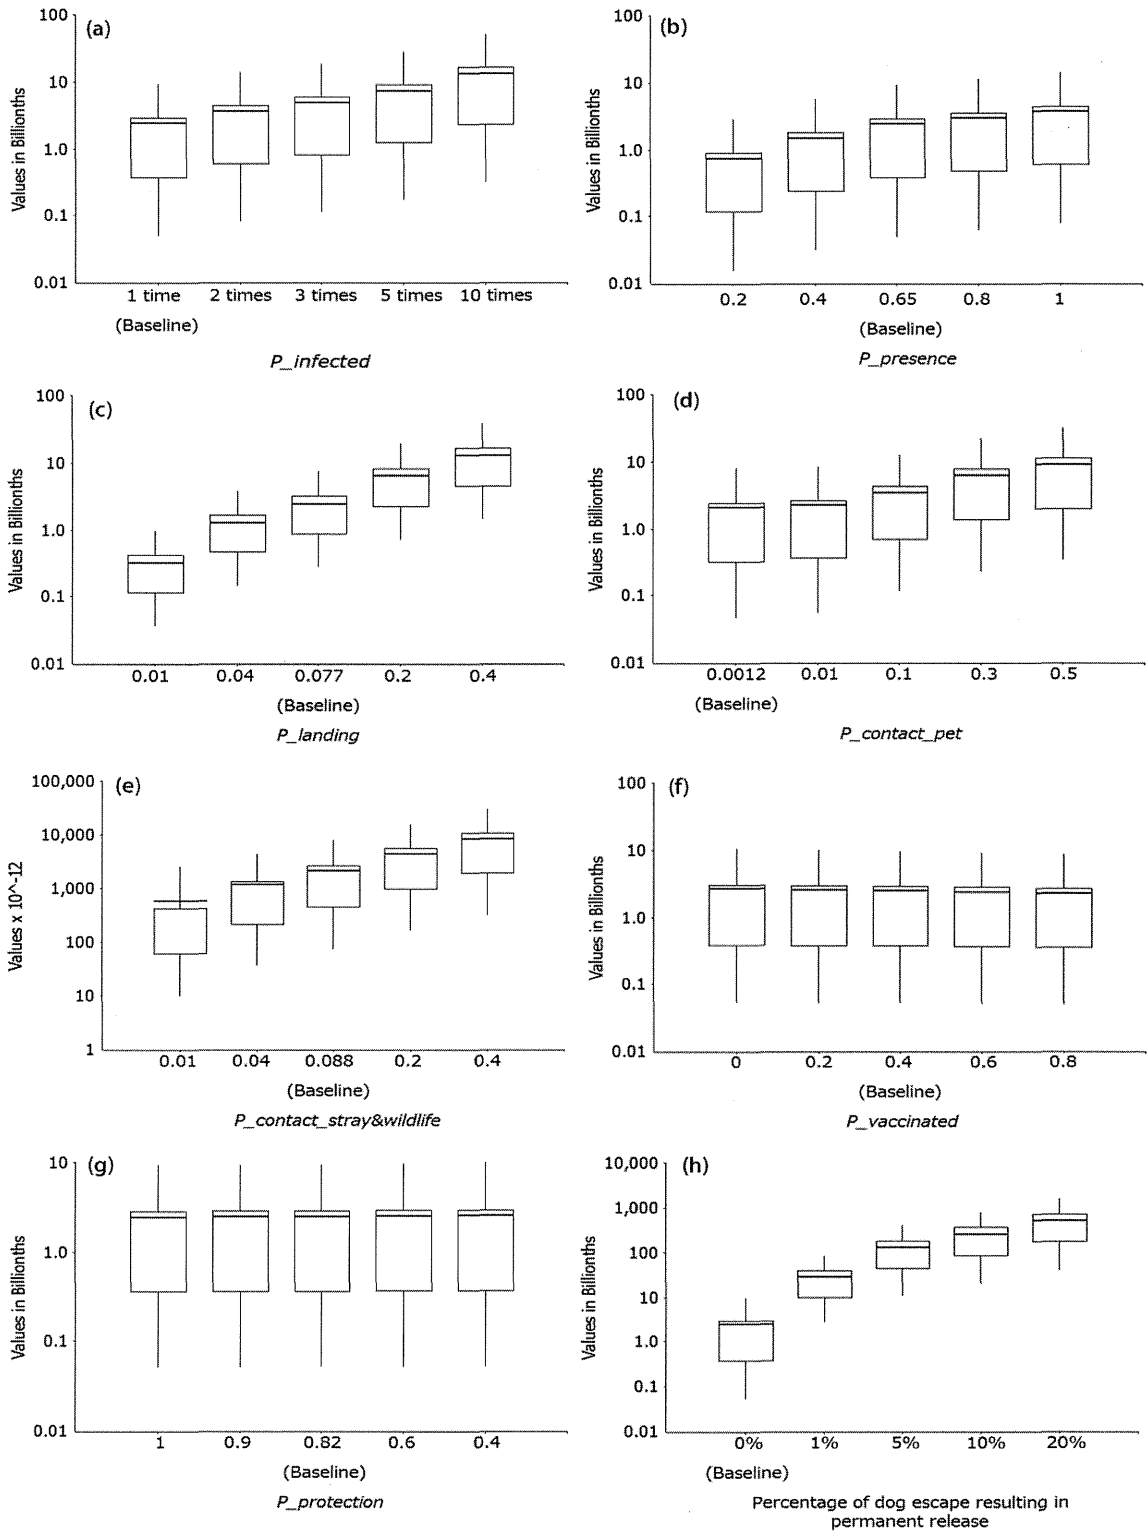 (a)
Values in Billionths
100
10
1.0
0.1
0.01
1 time 2 times 3 times 5 times 10 times
(Baseline)
P_infected
(b)
Values in Billionths
100
10
1.0
0.1
0.01
0.2 0.4 0.65 0.8 1
(Baseline)
P_presence
(c)
Values in Billionths
100
10
1.0
0.1
0.01
0.01 0.04 0.077 0.2 0.4
(Baseline)
P_landing
(d)
Values in Billionths
100
10
1.0
0.1
0.01
0.0012 0.01 0.1 0.3 0.5
(Baseline)
P_contact_pet
(e)
Values x 10^-12
100,000
10,000
1,000
100
10
1
0.01 0.04 0.088 0.2 0.4
(Baseline)
P_contact_stray&wildlife
(f)
Values in Billionths
100
10
1.0
0.1
0.01
0 0.2 0.4 0.6 0.8
(Baseline)
P_vaccinated
(g)
Values in Billionths
10
1.0
0.1
0.01
1 0.9 0.82 0.6 0.4
(Baseline)
P_protection
(h)
Values in Billionths
10,000
1,000
100
10
1.0
0.1
0.01
0% 1% 5% 10% 20%
(Baseline)
Percentage of dog escape resulting in
permanent release